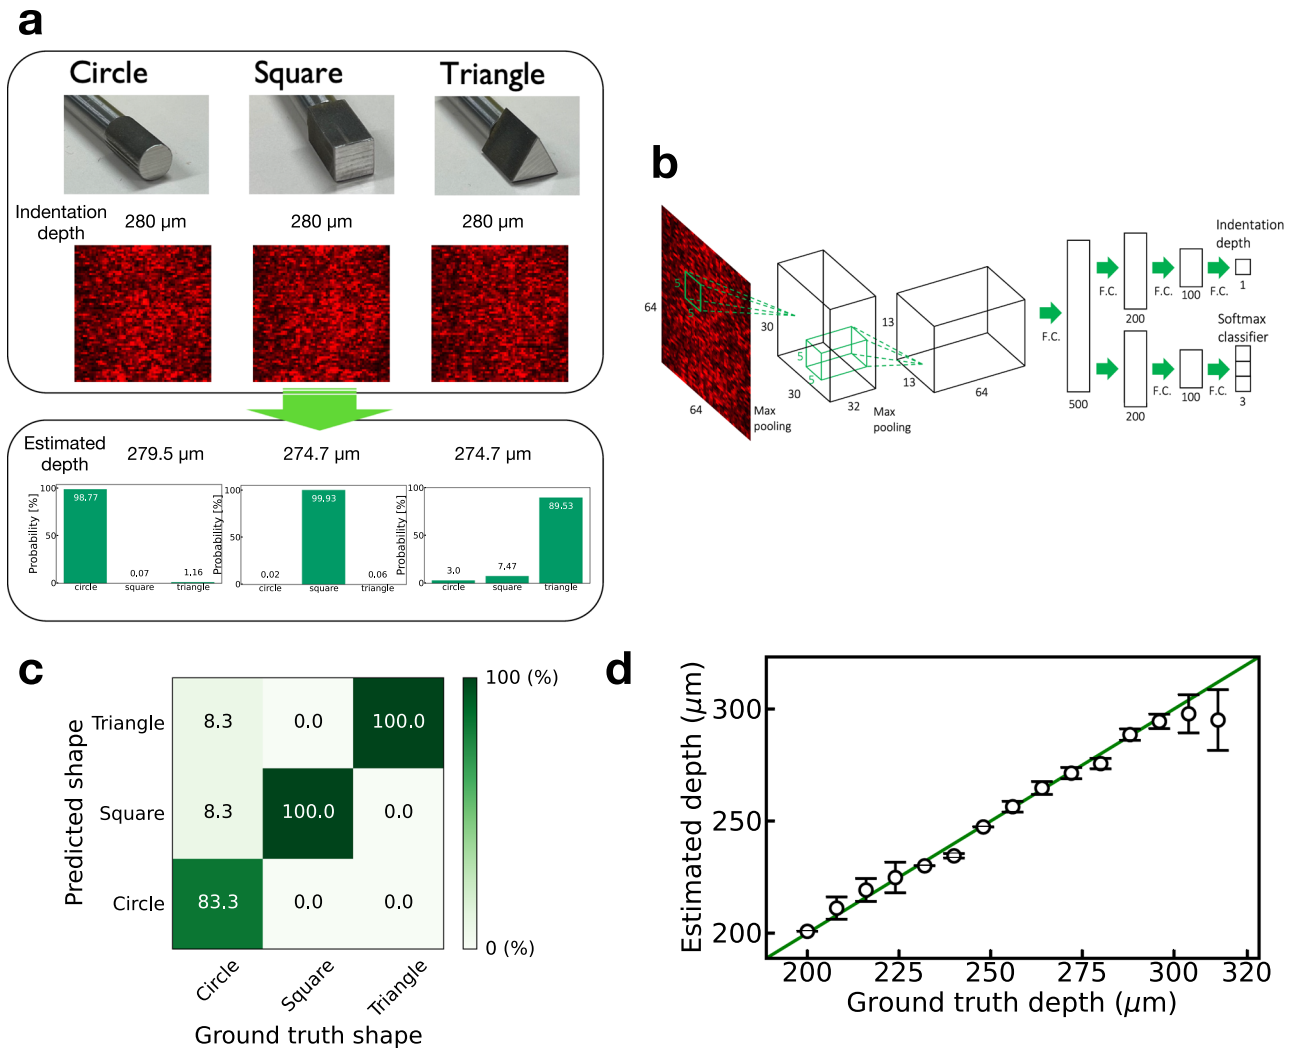 a
Circle Square Triangle
Indentation
depth
280 μm 280 μm 280 μm
Estimated
depth
279.5 μm 274.7 μm 274.7 μm
Probability [%]
100
50
0
98.77
0.07
1.16
circle square triangle
Probability [%]
100
50
0
0.02
99.93
0.06
circle square triangle
Probability [%]
100
50
0
3.0
7.47
89.53
circle square triangle
b
64
64
5
5
Max
pooling
30
30
32
5
5
Max
pooling
13
13
64
F.C.
500
F.C.
200
F.C.
100
F.C.
Indentation
depth
1
200
F.C.
100
F.C.
Softmax
classifier
3
c
Predicted shape
Triangle 8.3 0.0 100.0
Square 8.3 100.0 0.0
Circle 83.3 0.0 0.0
Circle Square Triangle
Ground truth shape
100 (%)
0 (%)
d
Estimated depth (μm)
300
250
200
200 225 250 275 300 320
Ground truth depth (μm)